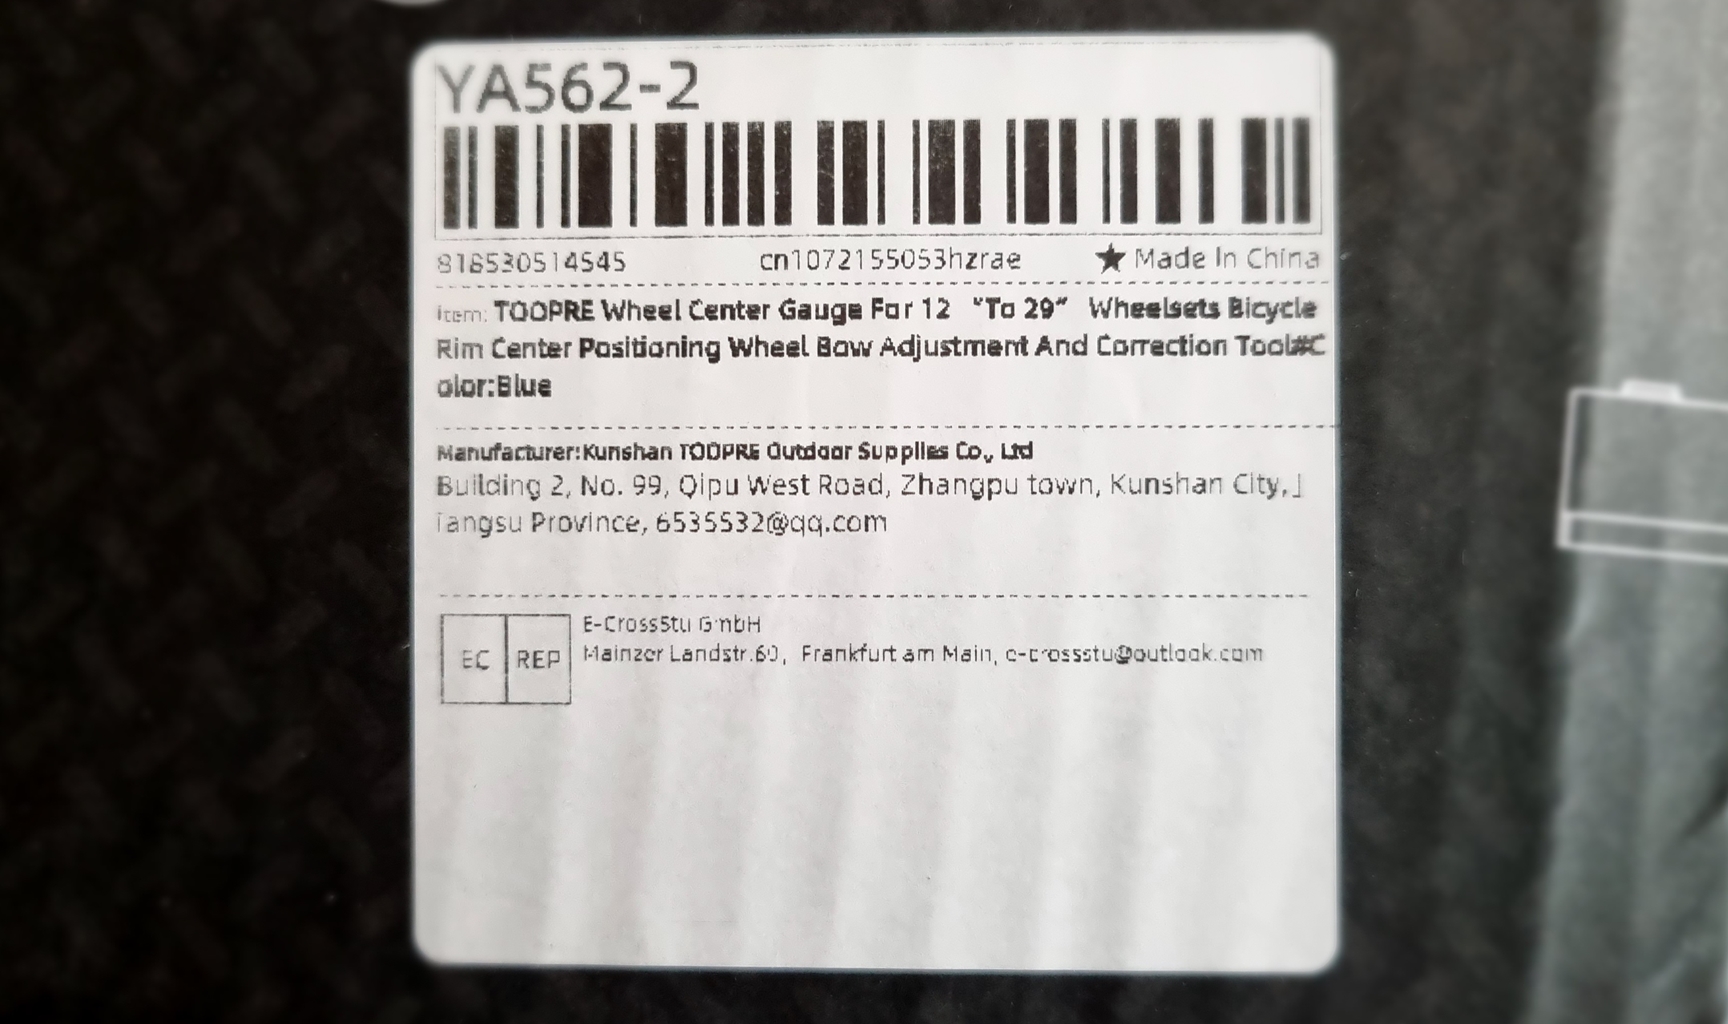 YA562-2
816530514545 cn1072155053hzrae ★ Made In China
item: TOOPRE Wheel Center Gauge For 12 "To 29" Wheelsets Bicycle
Rim Center Positioning Wheel Bow Adjustment And Correction Tool#C
olor:Blue
Manufacturer:Kunshan TOOPRE Outdoor Supplies Co., Ltd
Building 2, No. 99, Qipu West Road, Zhangpu town, Kunshan City, J
iangsu Province, 6535532@qq.com
EC REP
E-CrossStu GmbH
Mainzer Landstr.69, Frankfurt am Main, e-crossstu@outlook.com